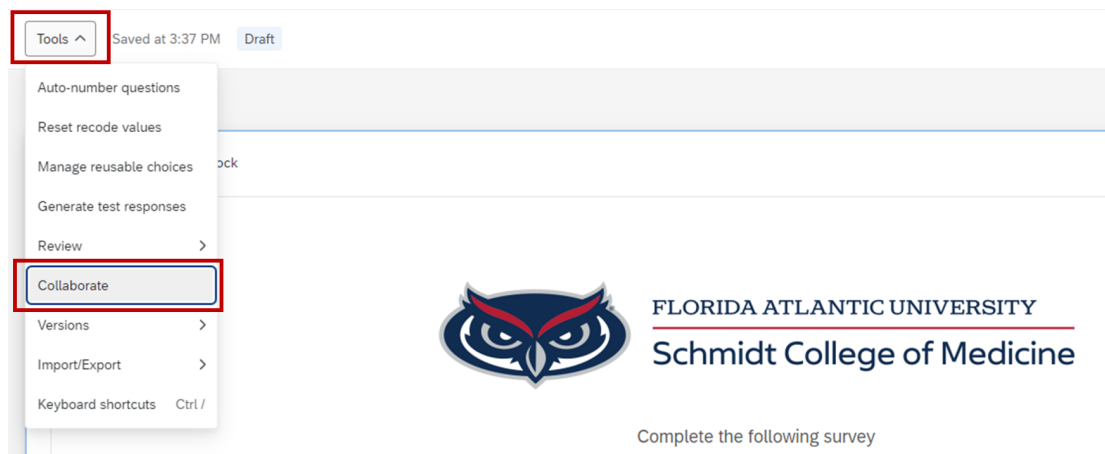 Tools Saved at 3:37 PM Draft
Auto-number questions
Reset recode values
Manage reusable choices
ock
Generate test responses
Review
Collaborate
Versions
Import/Export
Keyboard shortcuts Ctrl /
FLORIDA ATLANTIC UNIVERSITY
Schmidt College of Medicine
Complete the following survey